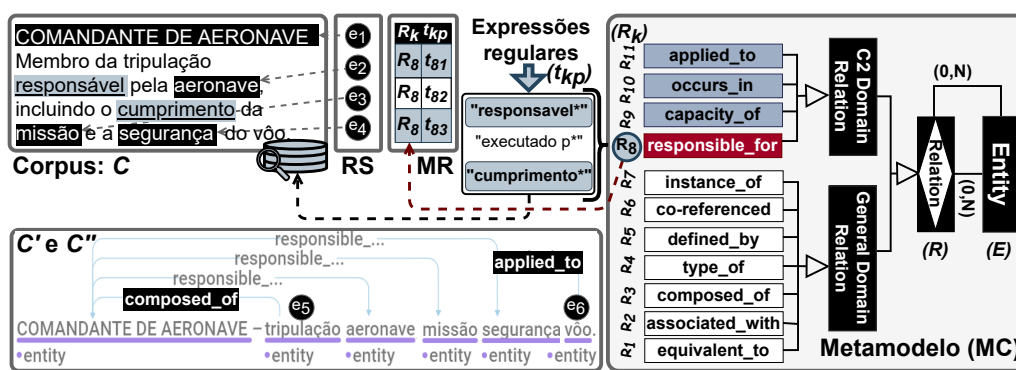 COMANDANTE DE AERONAVE
Membro da tripulação
responsável pela aeronave,
incluindo o cumprimento da
missão e a segurança do vôo.
Corpus: C
e1
e2
e3
e4
RS
Rk tkp
R8 t81
R8 t82
R8 t83
MR
Expressões
regulares
(tkp)
"responsavel*"
"executado p*"
"cumprimento*"
(Rk)
R11 applied_to
R10 occurs_in
R9 capacity_of
R8 responsible_for
R7 instance_of
R6 co-referenced
R5 defined_by
R4 type_of
R3 composed_of
R2 associated_with
R1 equivalent_to
C2 Domain
Relation
General Domain
Relation
Relation
(R)
(0,N)
(0,N)
Entity
(E)
Metamodelo (MC)
C' e C''
responsible_...
responsible_...
responsible_...
applied_to
composed_of
e5
e6
COMANDANTE DE AERONAVE – tripulação aeronave missão segurança vôo.
•entity •entity •entity •entity •entity •entity